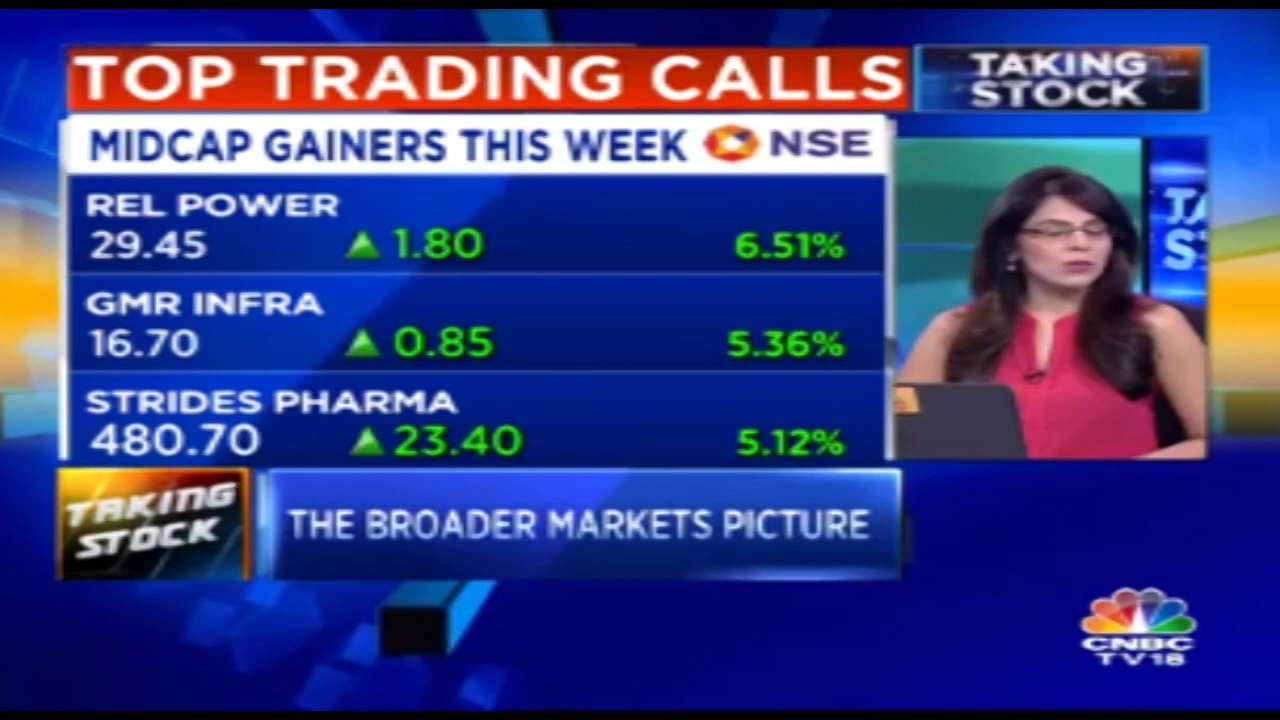 TOP TRADING CALLS
TAKING
STOCK
MIDCAP GAINERS THIS WEEK NSE
REL POWER
29.45 ▲ 1.80 6.51%
GMR INFRA
16.70 ▲ 0.85 5.36%
STRIDES PHARMA
480.70 ▲ 23.40 5.12%
TA
S
TAKING
STOCK
THE BROADER MARKETS PICTURE
CNBC
TV18